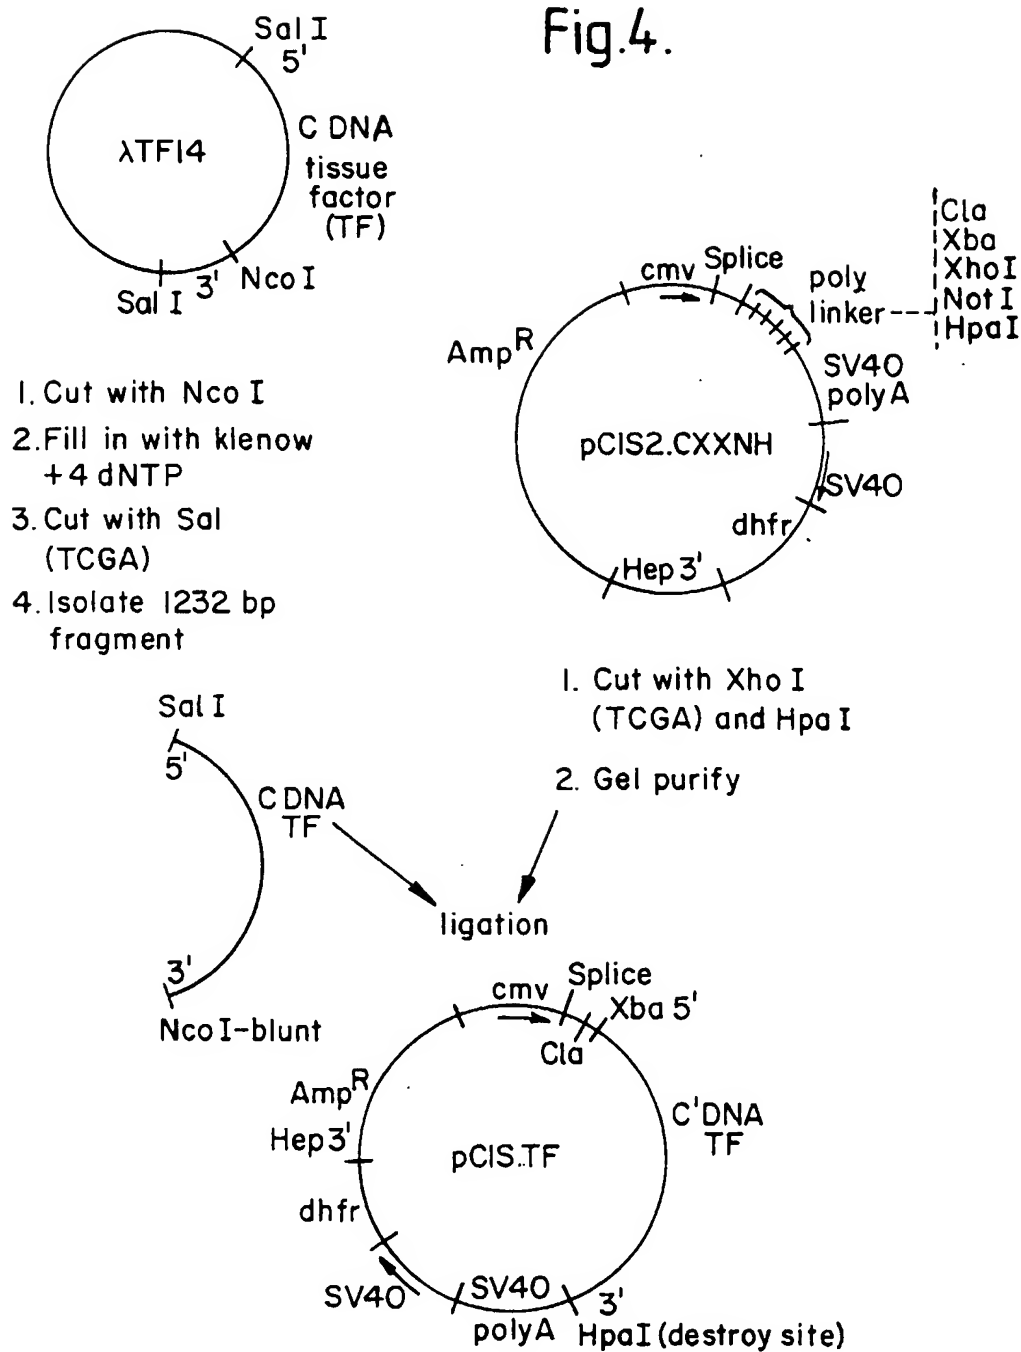 Fig.4.
Sal I
5'
λTF14
C DNA
tissue
factor
(TF)
Nco I
3'
Sal I
1. Cut with Nco I
2. Fill in with klenow
+4 dNTP
3. Cut with Sal
(TCGA)
4. Isolate 1232 bp
fragment
cmv
Splice
poly
linker
Cla
Xba
XhoI
NotI
HpaI
Amp R
SV40
polyA
pCIS2.CXXNH
SV40
dhfr
Hep 3'
1. Cut with Xho I
(TCGA) and Hpa I
2. Gel purify
Sal I
5'
C DNA
TF
3'
Nco I-blunt
ligation
cmv
Splice
Xba 5'
Cla
Amp R
Hep 3'
pCIS..TF
C'DNA
TF
dhfr
SV40
SV40
polyA
3'
HpaI (destroy site)